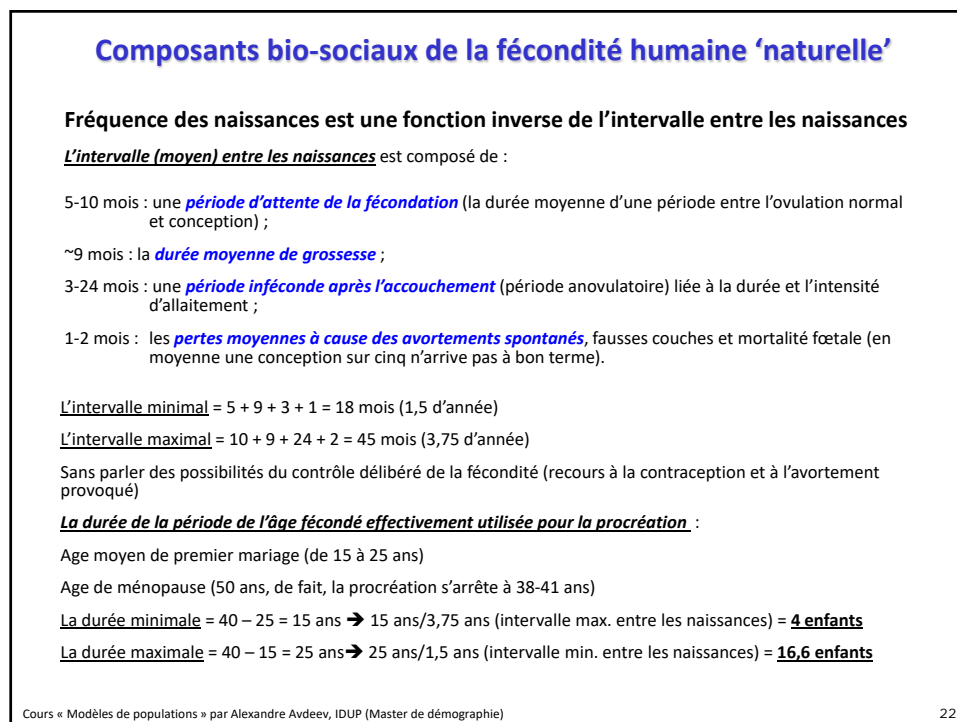 Composants bio-sociaux de la fécondité humaine ‘naturelle’
Fréquence des naissances est une fonction inverse de l’intervalle entre les naissances
L’intervalle (moyen) entre les naissances est composé de :
5-10 mois : une période d’attente de la fécondation (la durée moyenne d’une période entre l’ovulation normal
et conception) ;
~9 mois : la durée moyenne de grossesse ;
3-24 mois : une période inféconde après l’accouchement (période anovulatoire) liée à la durée et l’intensité
d’allaitement ;
1-2 mois : les pertes moyennes à cause des avortements spontanés, fausses couches et mortalité fœtale (en
moyenne une conception sur cinq n’arrive pas à bon terme).
L’intervalle minimal = 5 + 9 + 3 + 1 = 18 mois (1,5 d’année)
L’intervalle maximal = 10 + 9 + 24 + 2 = 45 mois (3,75 d’année)
Sans parler des possibilités du contrôle délibéré de la fécondité (recours à la contraception et à l’avortement
provoqué)
La durée de la période de l’âge fécondé effectivement utilisée pour la procréation :
Age moyen de premier mariage (de 15 à 25 ans)
Age de ménopause (50 ans, de fait, la procréation s’arrête à 38-41 ans)
La durée minimale = 40 – 25 = 15 ans ➔ 15 ans/3,75 ans (intervalle max. entre les naissances) = 4 enfants
La durée maximale = 40 – 15 = 25 ans➔ 25 ans/1,5 ans (intervalle min. entre les naissances) = 16,6 enfants
Cours « Modèles de populations » par Alexandre Avdeev, IDUP (Master de démographie) 22